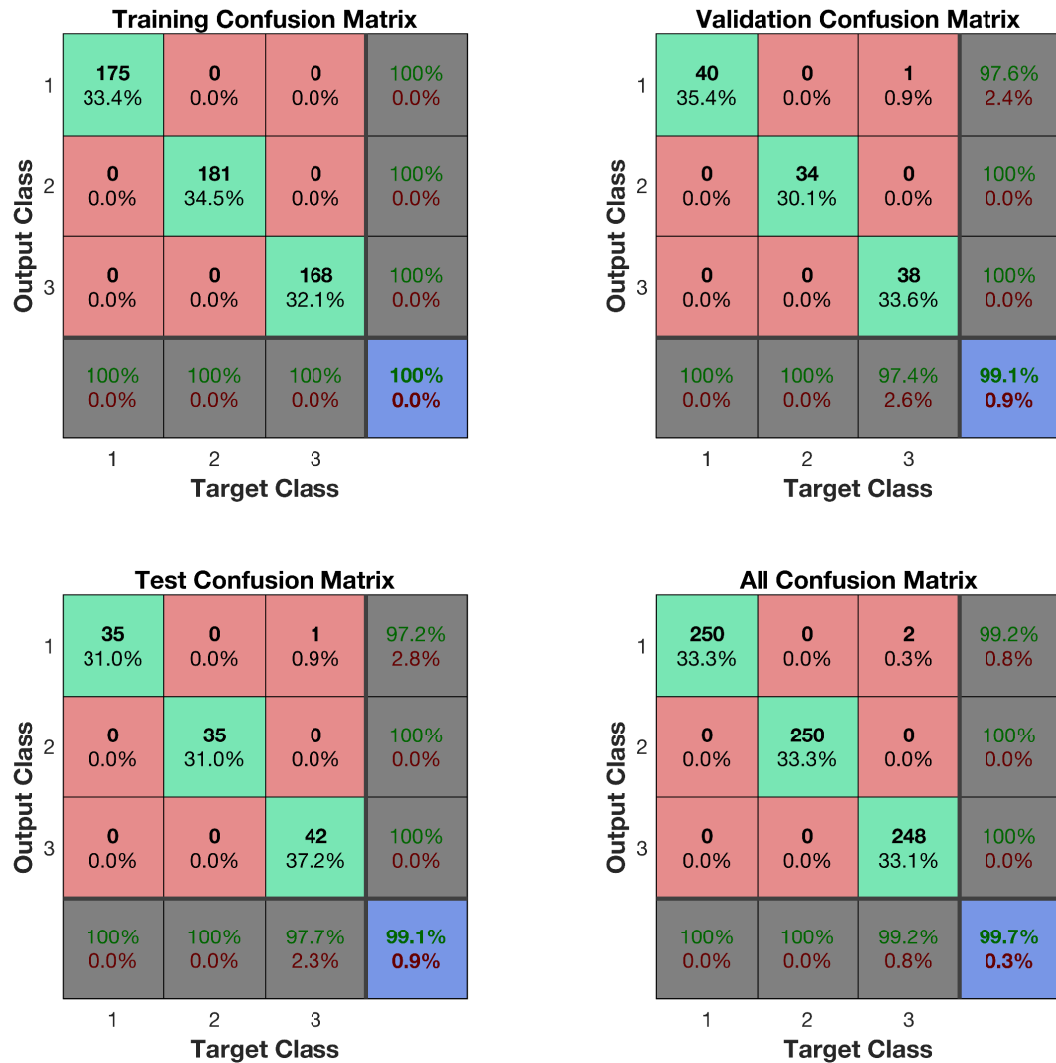 Training Confusion Matrix
1 175 0 0 100%
33.4% 0.0% 0.0% 0.0%
2 0 181 0 100%
0.0% 34.5% 0.0% 0.0%
3 0 0 168 100%
0.0% 0.0% 32.1% 0.0%
100% 100% 100% 100%
0.0% 0.0% 0.0% 0.0%
1 2 3
Target Class
Output Class
Validation Confusion Matrix
1 40 0 1 97.6%
35.4% 0.0% 0.9% 2.4%
2 0 34 0 100%
0.0% 30.1% 0.0% 0.0%
3 0 0 38 100%
0.0% 0.0% 33.6% 0.0%
100% 100% 97.4% 99.1%
0.0% 0.0% 2.6% 0.9%
1 2 3
Target Class
Output Class
Test Confusion Matrix
1 35 0 1 97.2%
31.0% 0.0% 0.9% 2.8%
2 0 35 0 100%
0.0% 31.0% 0.0% 0.0%
3 0 0 42 100%
0.0% 0.0% 37.2% 0.0%
100% 100% 97.7% 99.1%
0.0% 0.0% 2.3% 0.9%
1 2 3
Target Class
Output Class
All Confusion Matrix
1 250 0 2 99.2%
33.3% 0.0% 0.3% 0.8%
2 0 250 0 100%
0.0% 33.3% 0.0% 0.0%
3 0 0 248 100%
0.0% 0.0% 33.1% 0.0%
100% 100% 99.2% 99.7%
0.0% 0.0% 0.8% 0.3%
1 2 3
Target Class
Output Class